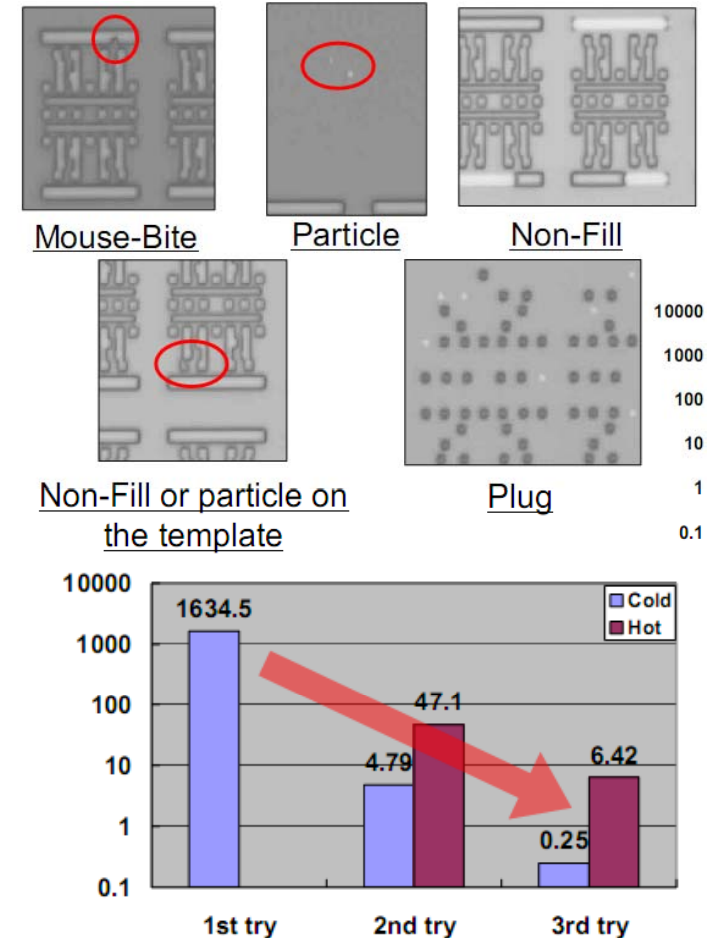 Mouse-Bite
Particle
Non-Fill
Non-Fill or particle on
the template
Plug
10000
1000
100
10
1
0.1
10000
1000
100
10
1
0.1
1634.5
4.79
47.1
0.25
6.42
Cold
Hot
1st try
2nd try
3rd try